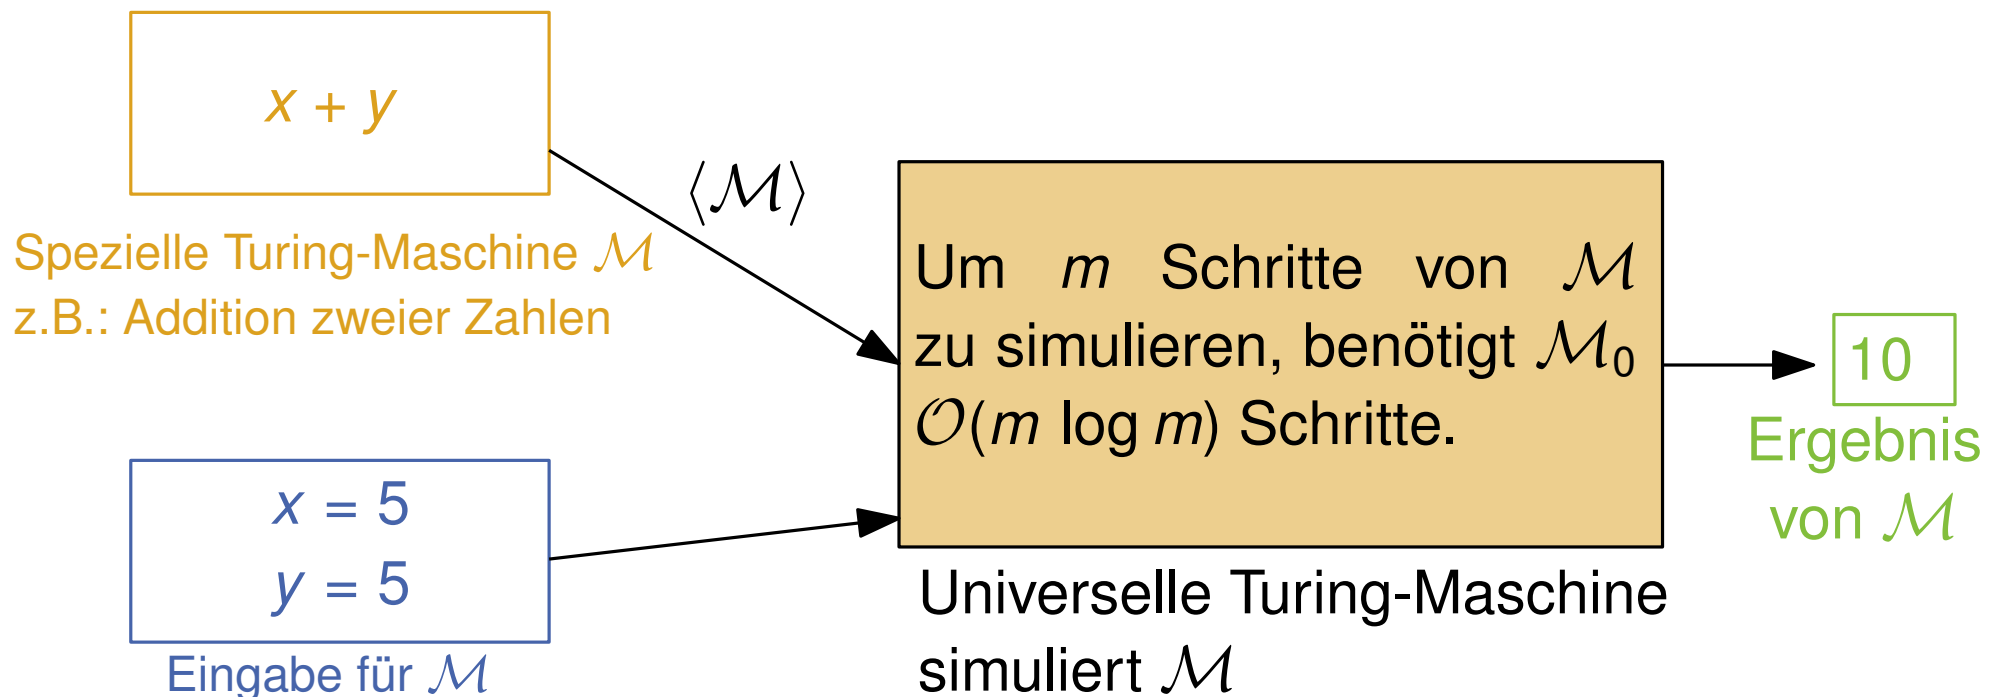 x + y
Spezielle Turing-Maschine ℳ
z.B.: Addition zweier Zahlen
⟨ℳ⟩
x = 5
y = 5
Eingabe für ℳ
Um m Schritte von ℳ
zu simulieren, benötigt ℳ₀
𝒪(m log m) Schritte.
Universelle Turing-Maschine
simuliert ℳ
10
Ergebnis
von ℳ